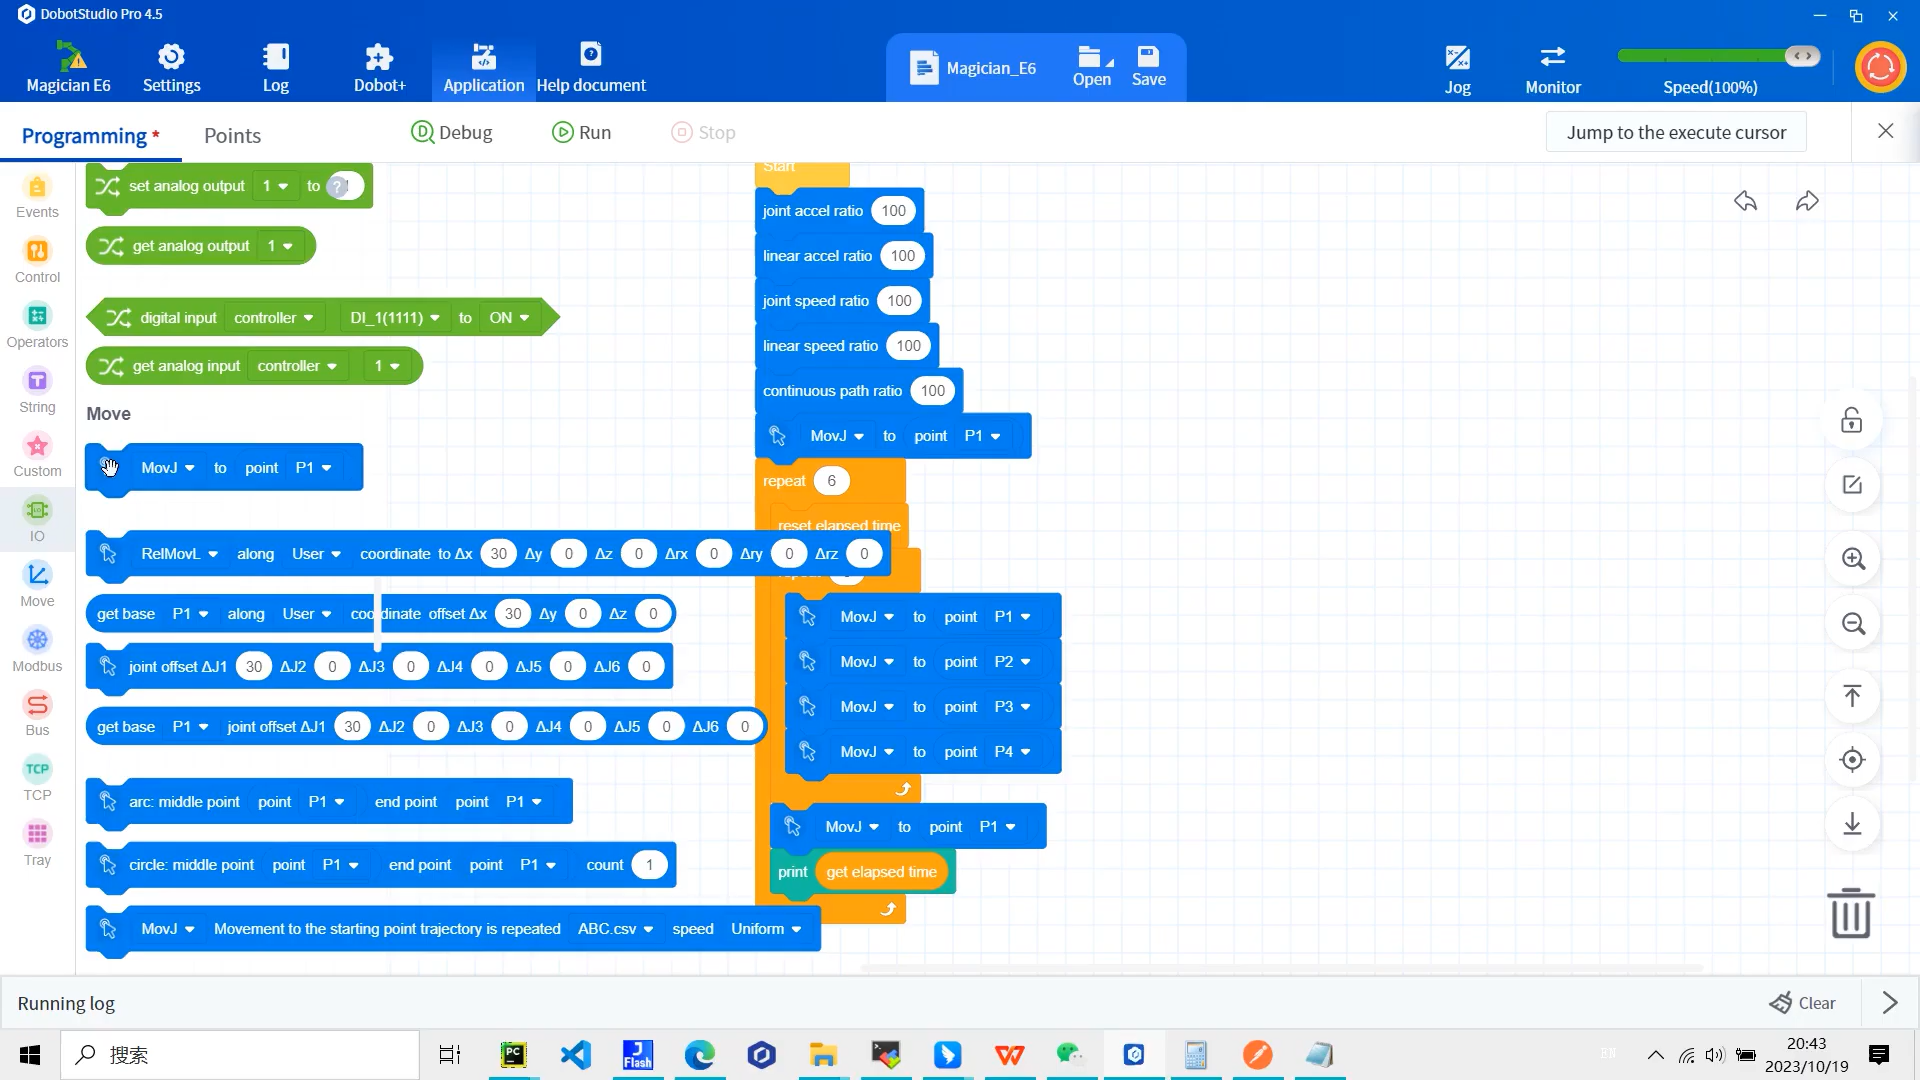 DobotStudio Pro 4.5
Magician E6
Settings
Log
Dobot+
Application
Help document
Magician_E6
Open
Save
Jog
Monitor
Speed(100%)
Programming *
Points
Debug
Run
Stop
Jump to the execute cursor
Events
Control
Operators
String
Custom
IO
Move
Modbus
Bus
TCP
TCP
Tray
set analog output 1 to
get analog output 1
digital input controller DI_1(1111) to ON
get analog input controller 1
Move
MovJ to point P1
RelMovL along User coordinate to Δx 30 Δy 0 Δz 0 Δrx 0 Δry 0 Δrz 0
get base P1 along User coordinate offset Δx 30 Δy 0 Δz 0
joint offset ΔJ1 30 ΔJ2 0 ΔJ3 0 ΔJ4 0 ΔJ5 0 ΔJ6 0
get base P1 joint offset ΔJ1 30 ΔJ2 0 ΔJ3 0 ΔJ4 0 ΔJ5 0 ΔJ6 0
arc: middle point point P1 end point point P1
circle: middle point point P1 end point point P1 count 1
MovJ Movement to the starting point trajectory is repeated ABC.csv speed Uniform
Start
joint accel ratio 100
linear accel ratio 100
joint speed ratio 100
linear speed ratio 100
continuous path ratio 100
MovJ to point P1
repeat 6
reset elapsed time
repeat
MovJ to point P1
MovJ to point P2
MovJ to point P3
MovJ to point P4
MovJ to point P1
print get elapsed time
Running log
Clear
搜索
PC
J
Flash
EN
20:43
2023/10/19